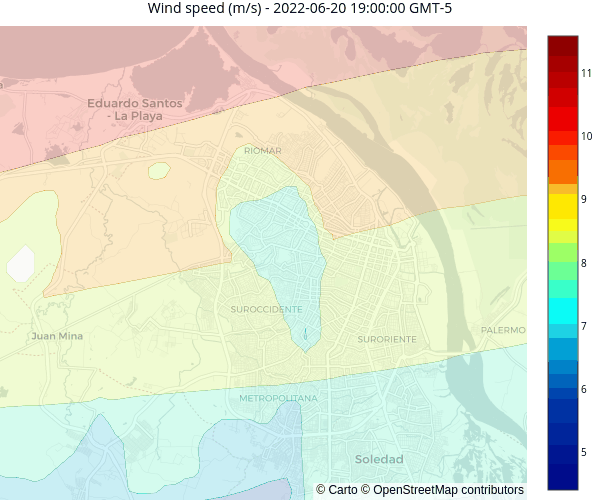 Wind speed (m/s) - 2022-06-20 19:00:00 GMT-5
11
Eduardo Santos
- La Playa
10
RIOMAR
9
8
SUROCCIDENTE
7
Juan Mina
SURORIENTE
PALERMO
6
METROPOLITANA
Soledad
5
© Carto © OpenStreetMap contributors